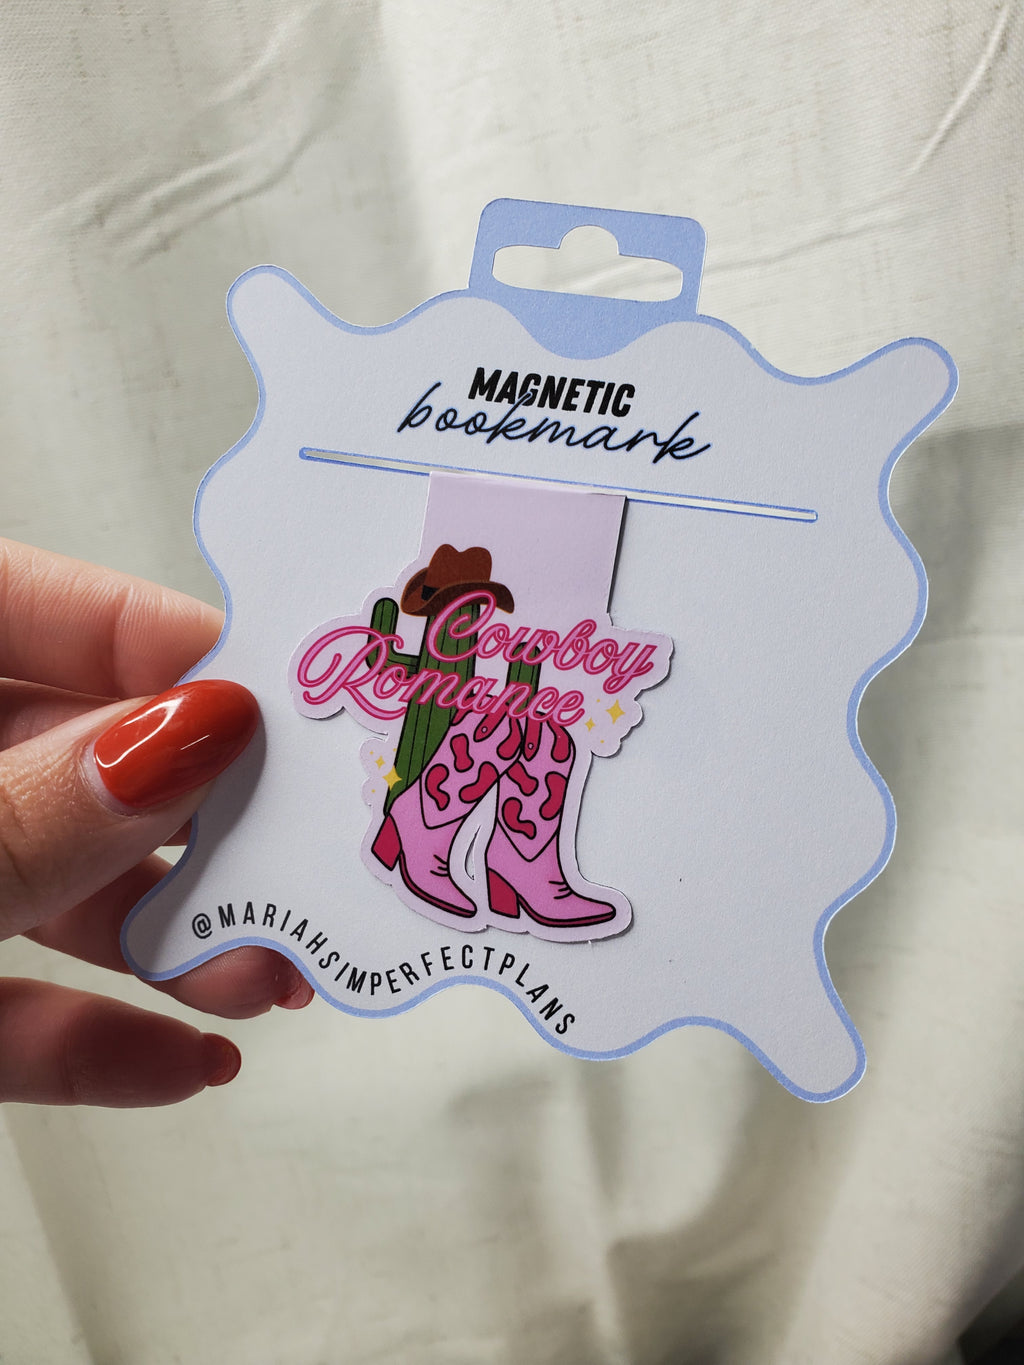 MAGNETIC
bookmark
Cowboy
Romance
@MARIAHSIMPERFECTPLANS